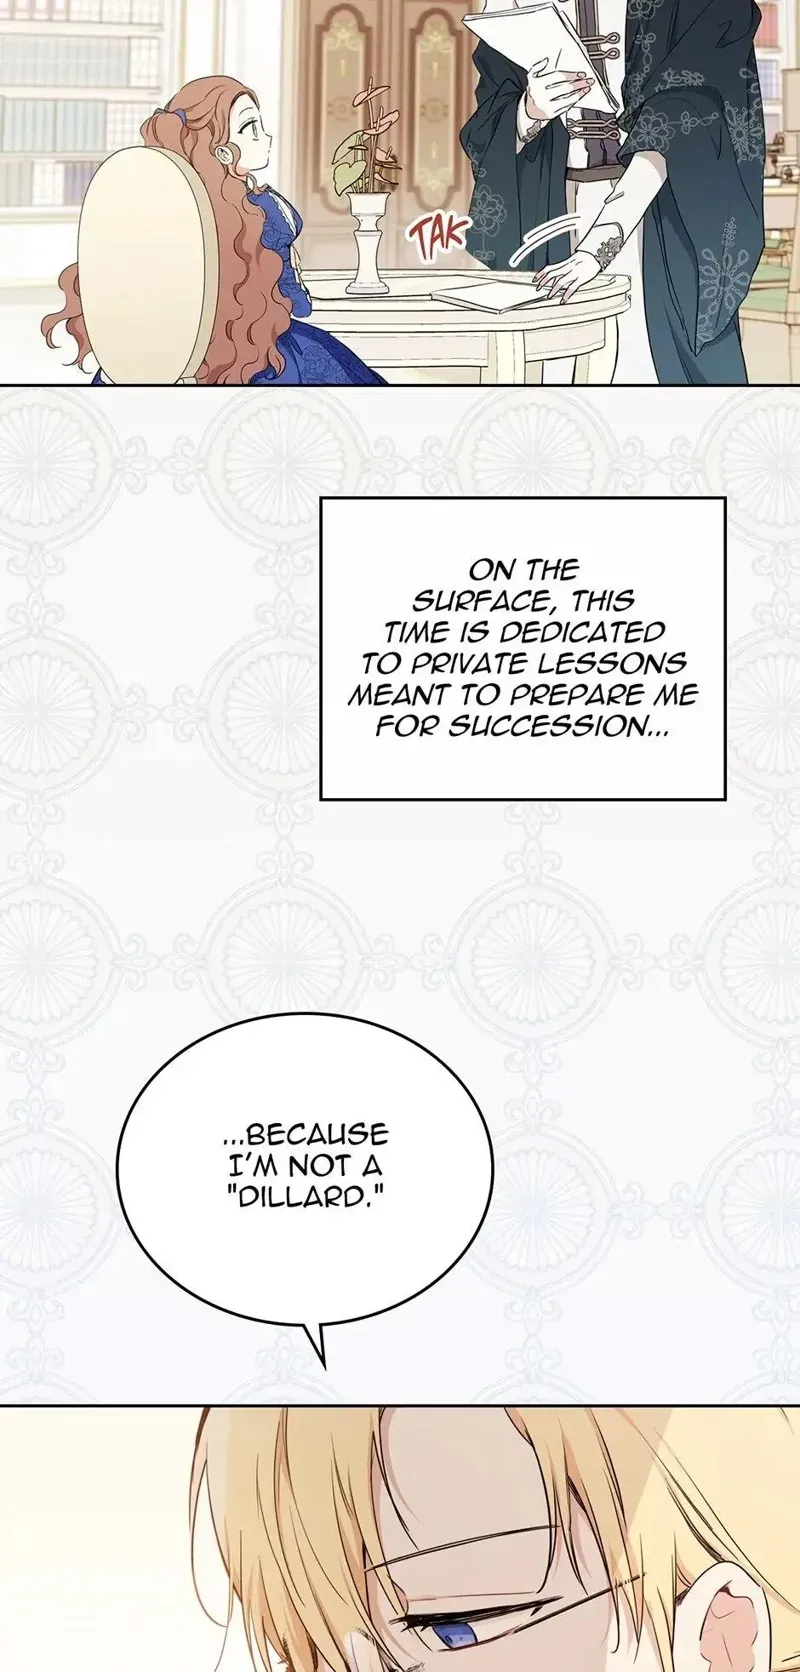 TAK
ON THE
SURFACE, THIS
TIME IS DEDICATED
TO PRIVATE LESSONS
MEANT TO PREPARE ME
FOR SUCCESSION...
...BECAUSE
I'M NOT A
"DILLARD."